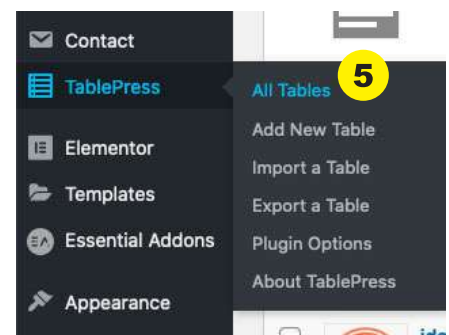 Contact
TablePress
All Tables
5
Add New Table
Elementor
Import a Table
Templates
Export a Table
Essential Addons
Plugin Options
About TablePress
Appearance